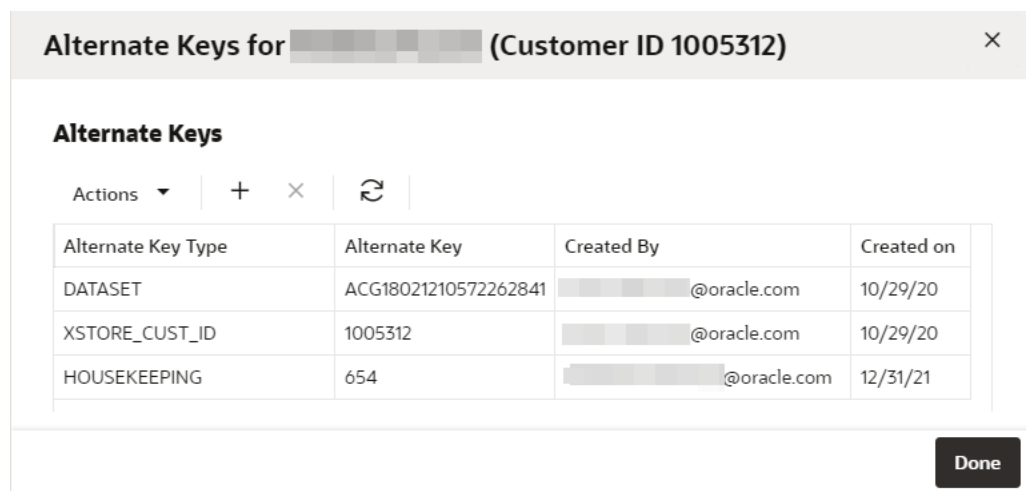 Alternate Keys for (Customer ID 1005312)
Alternate Keys
Actions
Alternate Key Type Alternate Key Created By Created on
DATASET ACG18021210572262841 @oracle.com 10/29/20
XSTORE_CUST_ID 1005312 @oracle.com 10/29/20
HOUSEKEEPING 654 @oracle.com 12/31/21
Done